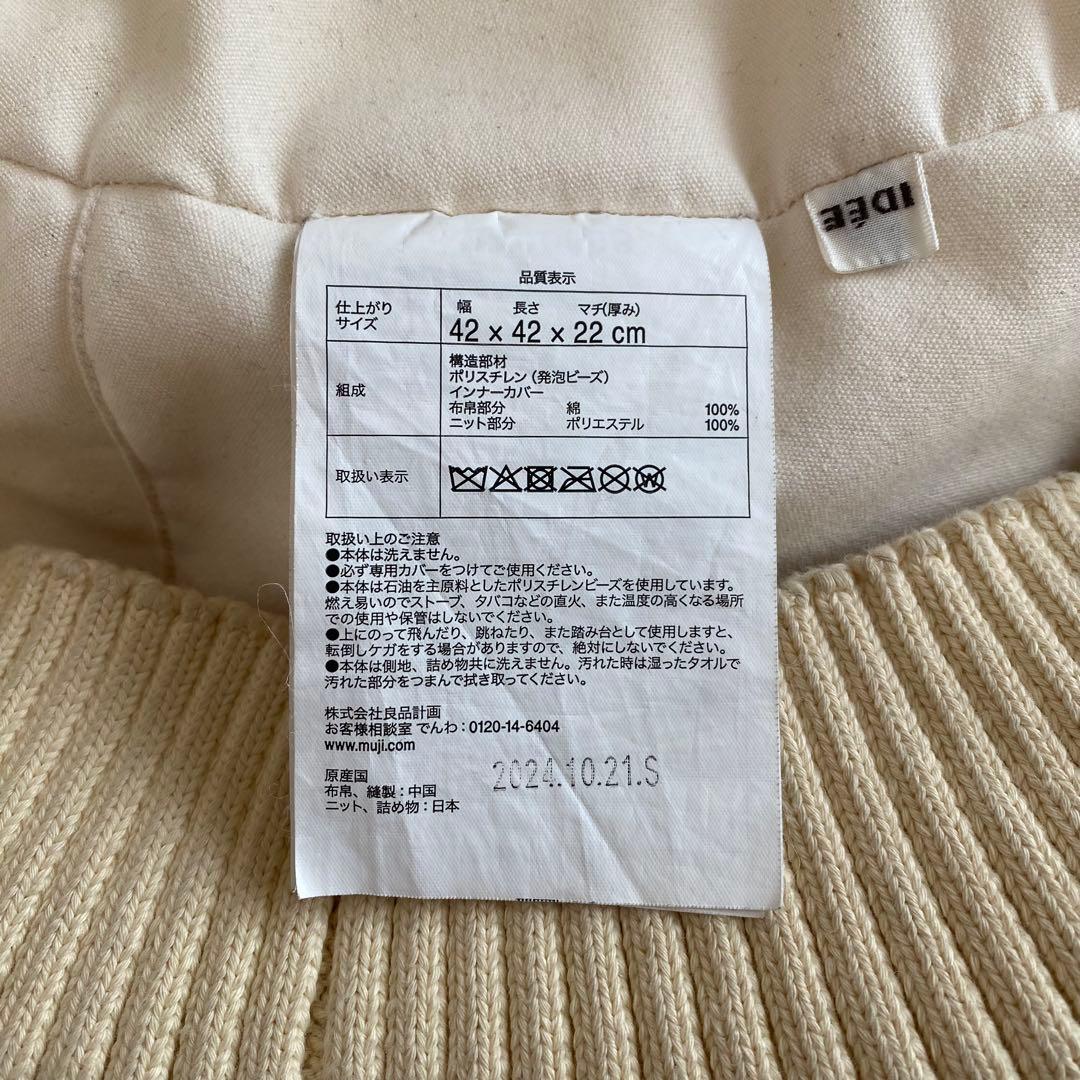 IDÉE
品質表示
仕上がり
サイズ
幅 長さ マチ(厚み)
42 × 42 × 22 cm
組成
構造部材
ポリスチレン(発泡ビーズ)
インナーカバー
布帛部分 綿 100%
ニット部分 ポリエステル 100%
取扱い表示
W
取扱い上のご注意
●本体は洗えません。
●必ず専用カバーをつけてご使用ください。
●本体は石油を主原料としたポリスチレンビーズを使用しています。
燃え易いのでストーブ、タバコなどの直火、また温度の高くなる場所
での使用や保管はしないでください。
●上にのって飛んだり、跳ねたり、また踏み台として使用しますと、
転倒しケガをする場合がありますので、絶対にしないでください。
●本体は側地、詰め物共に洗えません。汚れた時は湿ったタオルで
汚れた部分をつまんで拭き取ってください。
株式会社良品計画
お客様相談室 でんわ:0120-14-6404
www.muji.com
2024.10.21.S
原産国
布帛、縫製:中国
ニット、詰め物:日本